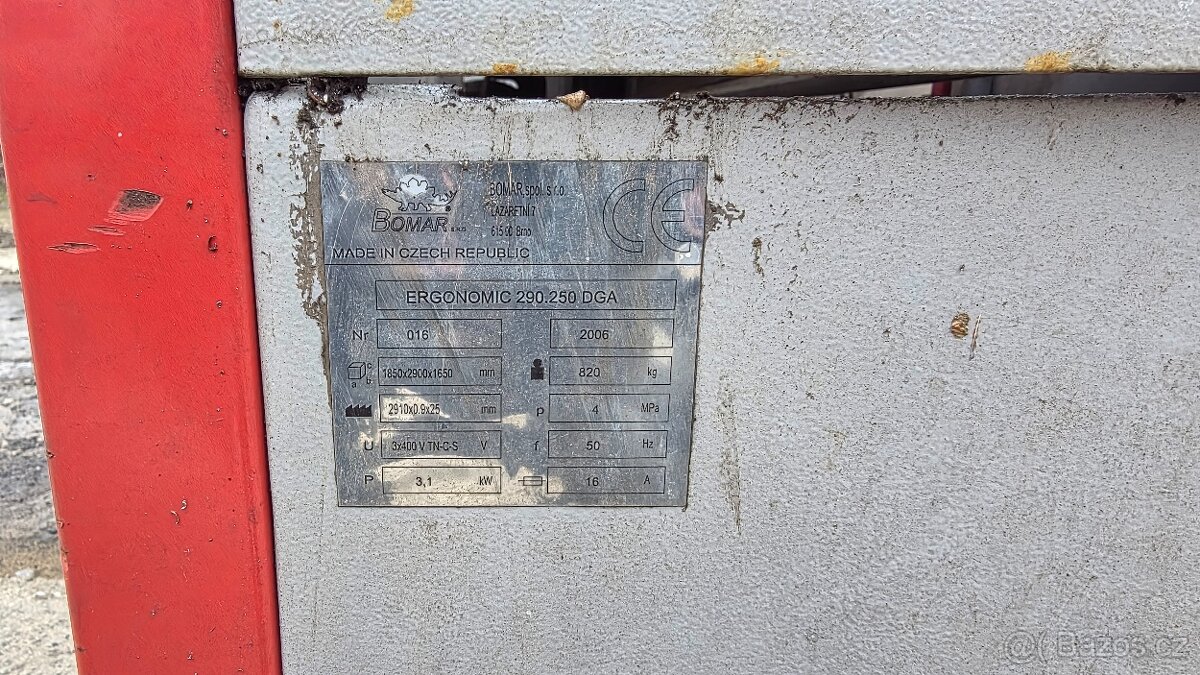 BOMAR spol. s r.o
LAZARETNÍ 7
615 00 Brno
BOMAR® s.r.o
CE
MADE IN CZECH REPUBLIC
ERGONOMIC 290.250 DGA
Nr 016 2006
a b c 1850x2900x1650 mm 820 kg
2910x0.9x25 mm p 4 MPa
U 3x400 V TN-C-S V f 50 Hz
P 3,1 kW 16 A
Bazos.cz